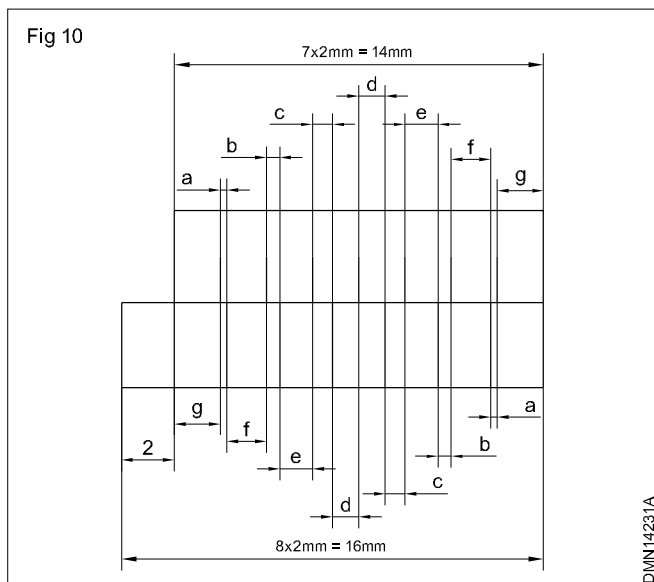 Fig 10
7x2mm = 14mm
d
c
e
b
f
a
g
a
g
2
f
b
e
c
d
8x2mm = 16mm
DMN14231A